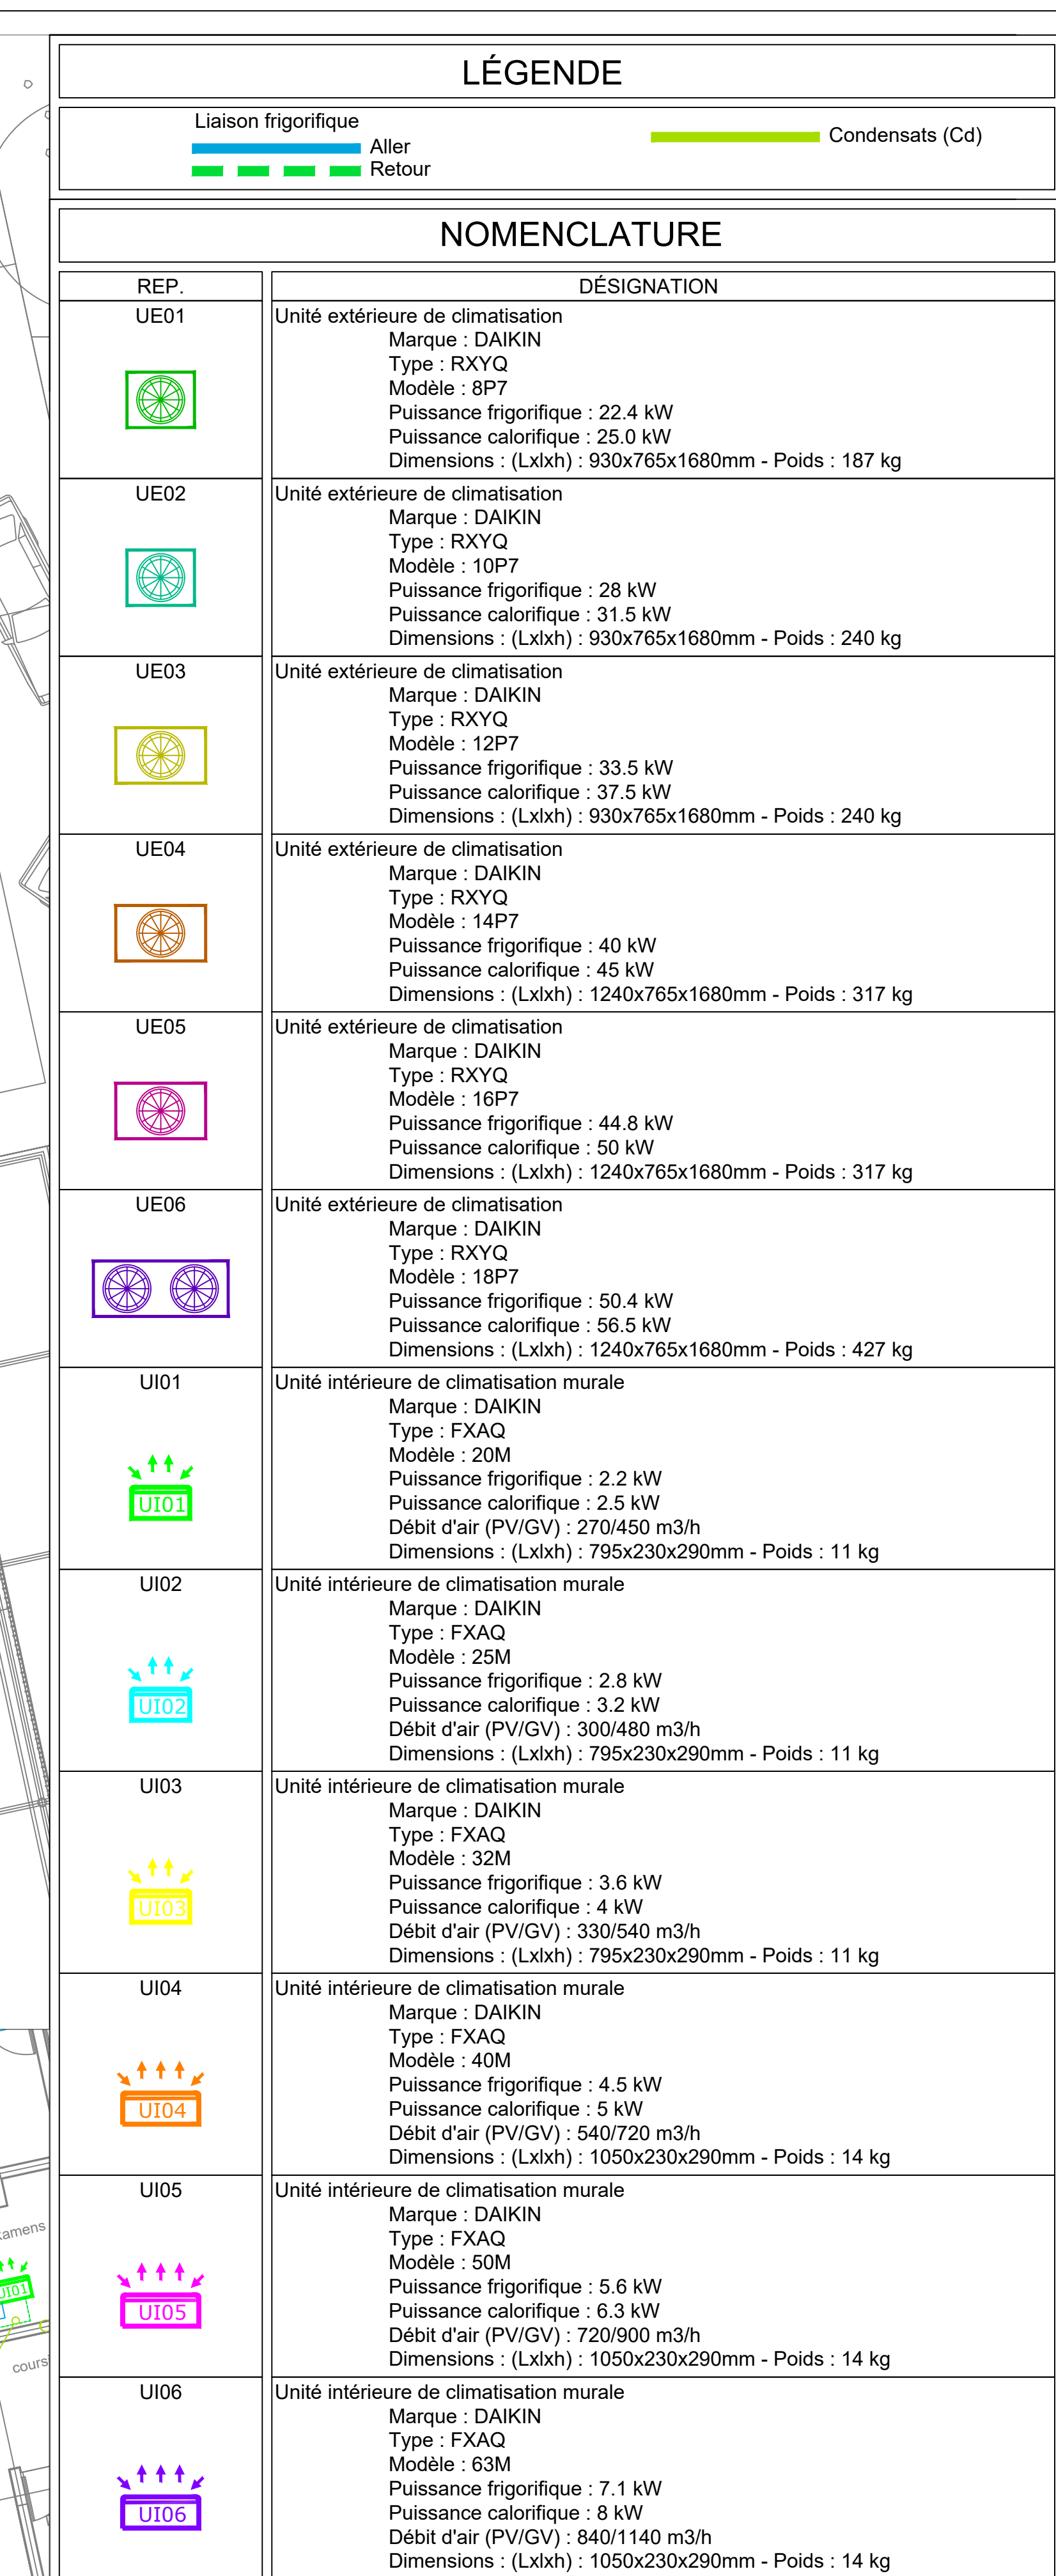 LÉGENDE
Liaison frigorifique
Aller
Retour
Condensats (Cd)
NOMENCLATURE
REP.
DÉSIGNATION
UE01
Unité extérieure de climatisation
Marque : DAIKIN
Type : RXYQ
Modèle : 8P7
Puissance frigorifique : 22.4 kW
Puissance calorifique : 25.0 kW
Dimensions : (Lxlxh) : 930x765x1680mm - Poids : 187 kg
UE02
Unité extérieure de climatisation
Marque : DAIKIN
Type : RXYQ
Modèle : 10P7
Puissance frigorifique : 28 kW
Puissance calorifique : 31.5 kW
Dimensions : (Lxlxh) : 930x765x1680mm - Poids : 240 kg
UE03
Unité extérieure de climatisation
Marque : DAIKIN
Type : RXYQ
Modèle : 12P7
Puissance frigorifique : 33.5 kW
Puissance calorifique : 37.5 kW
Dimensions : (Lxlxh) : 930x765x1680mm - Poids : 240 kg
UE04
Unité extérieure de climatisation
Marque : DAIKIN
Type : RXYQ
Modèle : 14P7
Puissance frigorifique : 40 kW
Puissance calorifique : 45 kW
Dimensions : (Lxlxh) : 1240x765x1680mm - Poids : 317 kg
UE05
Unité extérieure de climatisation
Marque : DAIKIN
Type : RXYQ
Modèle : 16P7
Puissance frigorifique : 44.8 kW
Puissance calorifique : 50 kW
Dimensions : (Lxlxh) : 1240x765x1680mm - Poids : 317 kg
UE06
Unité extérieure de climatisation
Marque : DAIKIN
Type : RXYQ
Modèle : 18P7
Puissance frigorifique : 50.4 kW
Puissance calorifique : 56.5 kW
Dimensions : (Lxlxh) : 1240x765x1680mm - Poids : 427 kg
UI01
UI01
Unité intérieure de climatisation murale
Marque : DAIKIN
Type : FXAQ
Modèle : 20M
Puissance frigorifique : 2.2 kW
Puissance calorifique : 2.5 kW
Débit d'air (PV/GV) : 270/450 m3/h
Dimensions : (Lxlxh) : 795x230x290mm - Poids : 11 kg
UI02
UI02
Unité intérieure de climatisation murale
Marque : DAIKIN
Type : FXAQ
Modèle : 25M
Puissance frigorifique : 2.8 kW
Puissance calorifique : 3.2 kW
Débit d'air (PV/GV) : 300/480 m3/h
Dimensions : (Lxlxh) : 795x230x290mm - Poids : 11 kg
UI03
UI03
Unité intérieure de climatisation murale
Marque : DAIKIN
Type : FXAQ
Modèle : 32M
Puissance frigorifique : 3.6 kW
Puissance calorifique : 4 kW
Débit d'air (PV/GV) : 330/540 m3/h
Dimensions : (Lxlxh) : 795x230x290mm - Poids : 11 kg
UI04
UI04
Unité intérieure de climatisation murale
Marque : DAIKIN
Type : FXAQ
Modèle : 40M
Puissance frigorifique : 4.5 kW
Puissance calorifique : 5 kW
Débit d'air (PV/GV) : 540/720 m3/h
Dimensions : (Lxlxh) : 1050x230x290mm - Poids : 14 kg
UI05
UI05
Unité intérieure de climatisation murale
Marque : DAIKIN
Type : FXAQ
Modèle : 50M
Puissance frigorifique : 5.6 kW
Puissance calorifique : 6.3 kW
Débit d'air (PV/GV) : 720/900 m3/h
Dimensions : (Lxlxh) : 1050x230x290mm - Poids : 14 kg
UI06
UI06
Unité intérieure de climatisation murale
Marque : DAIKIN
Type : FXAQ
Modèle : 63M
Puissance frigorifique : 7.1 kW
Puissance calorifique : 8 kW
Débit d'air (PV/GV) : 840/1140 m3/h
Dimensions : (Lxlxh) : 1050x230x290mm - Poids : 14 kg
UI01